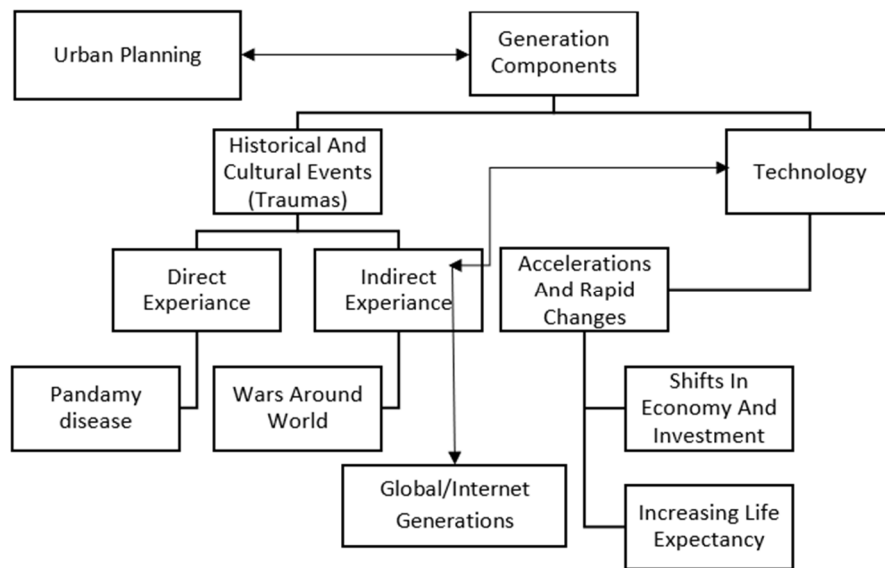 Urban Planning
Generation
Components
Historical And
Cultural Events
(Traumas)
Technology
Direct
Experiance
Indirect
Experiance
Accelerations
And Rapid
Changes
Pandamy
disease
Wars Around
World
Shifts In
Economy And
Investment
Global/Internet
Generations
Increasing Life
Expectancy